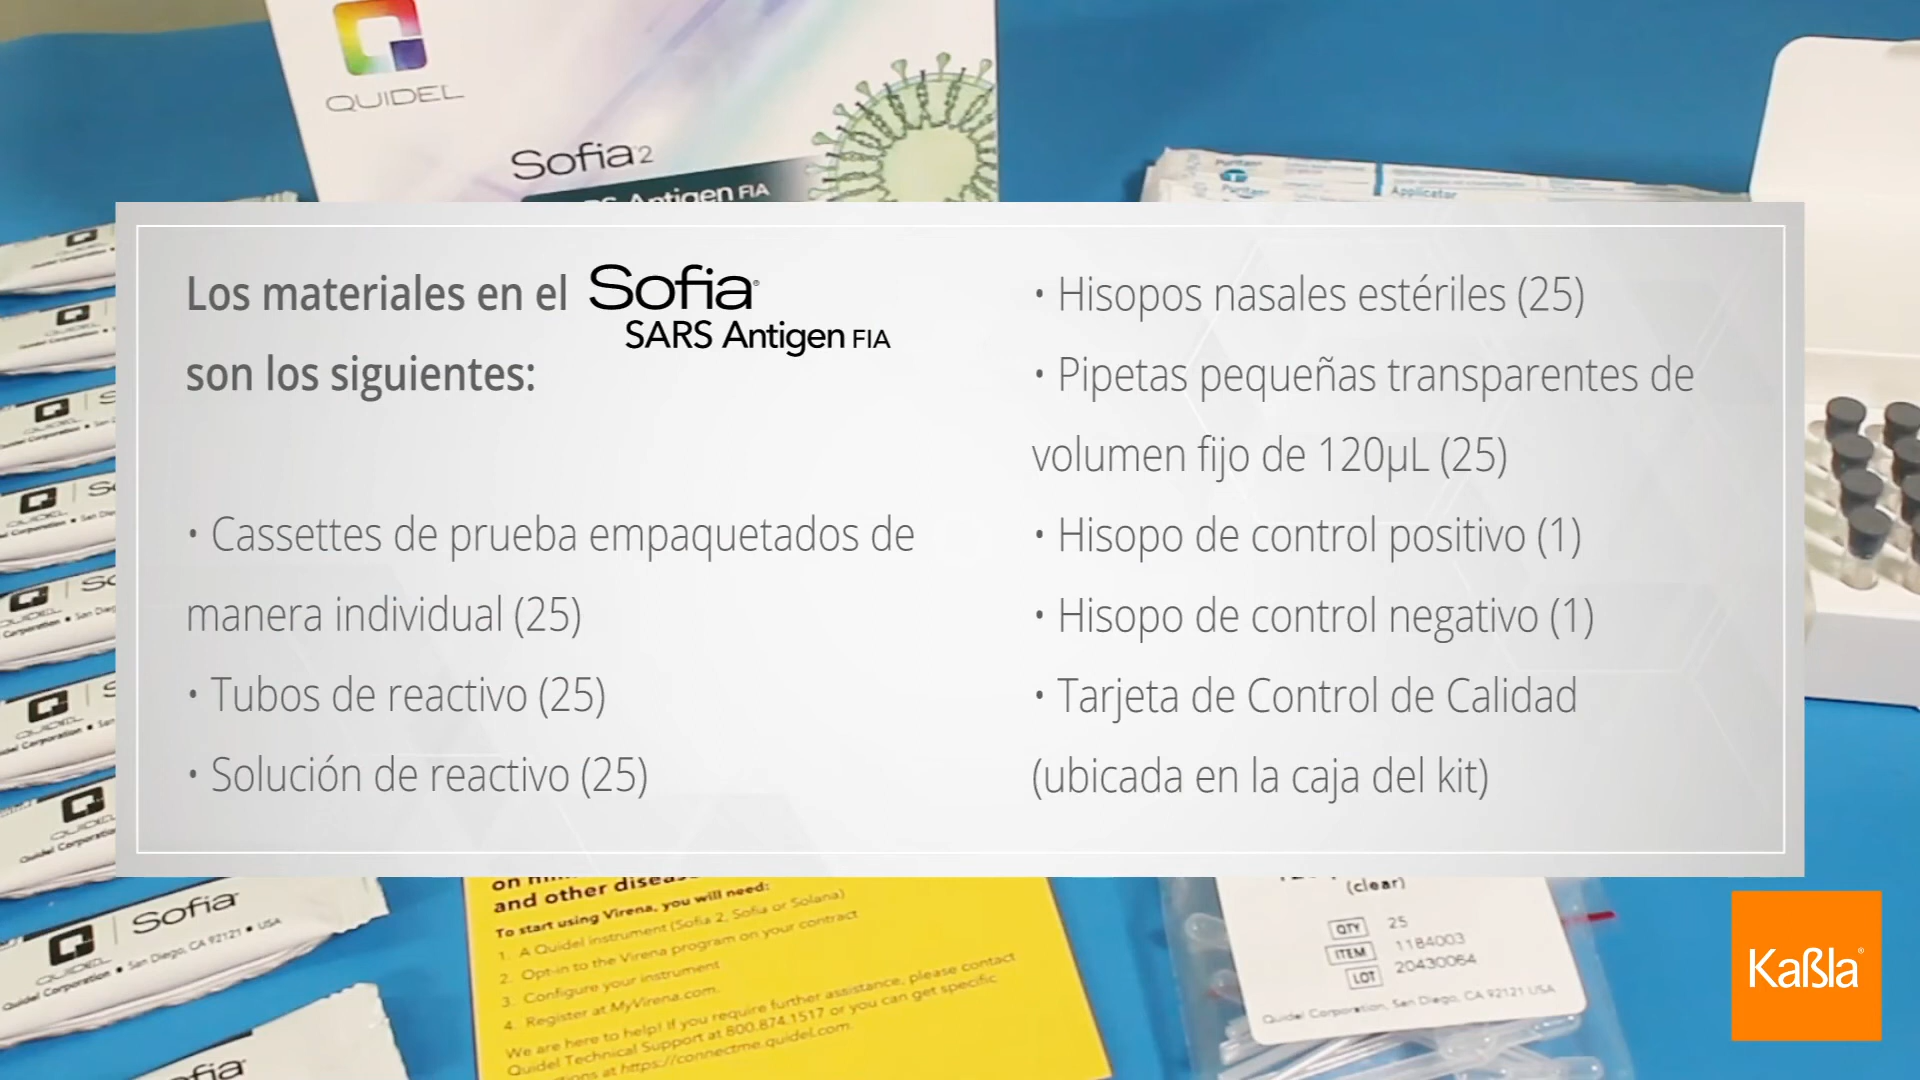 QUIDEL
Sofia 2
Antigen FIA
Puritan
Puritan
Applicator
Los materiales en el Sofia®
SARS Antigen FIA
son los siguientes:
• Cassettes de prueba empaquetados de
manera individual (25)
• Tubos de reactivo (25)
• Solución de reactivo (25)
• Hisopos nasales estériles (25)
• Pipetas pequeñas transparentes de
volumen fijo de 120µL (25)
• Hisopo de control positivo (1)
• Hisopo de control negativo (1)
• Tarjeta de Control de Calidad
(ubicada en la caja del kit)
QUIDEL
Sofia
Quidel Corporation • San Diego, CA 92121 • USA
and other
To start using Virena, you will need:
1. A Quidel instrument (Sofia 2, Sofia or Solana)
2. Opt-in to the Virena program on your contract
3. Configure your instrument
4. Register at MyVirena.com.
We are here to help! If you require further assistance, please contact
Quidel Technical Support at 800.874.1517 or you can get specific
at https://connectme.quidel.com.
(clear)
QTY 25
ITEM 1184003
LOT 20430064
Quidel Corporation, San Diego, CA 92121 USA
Kaßla®